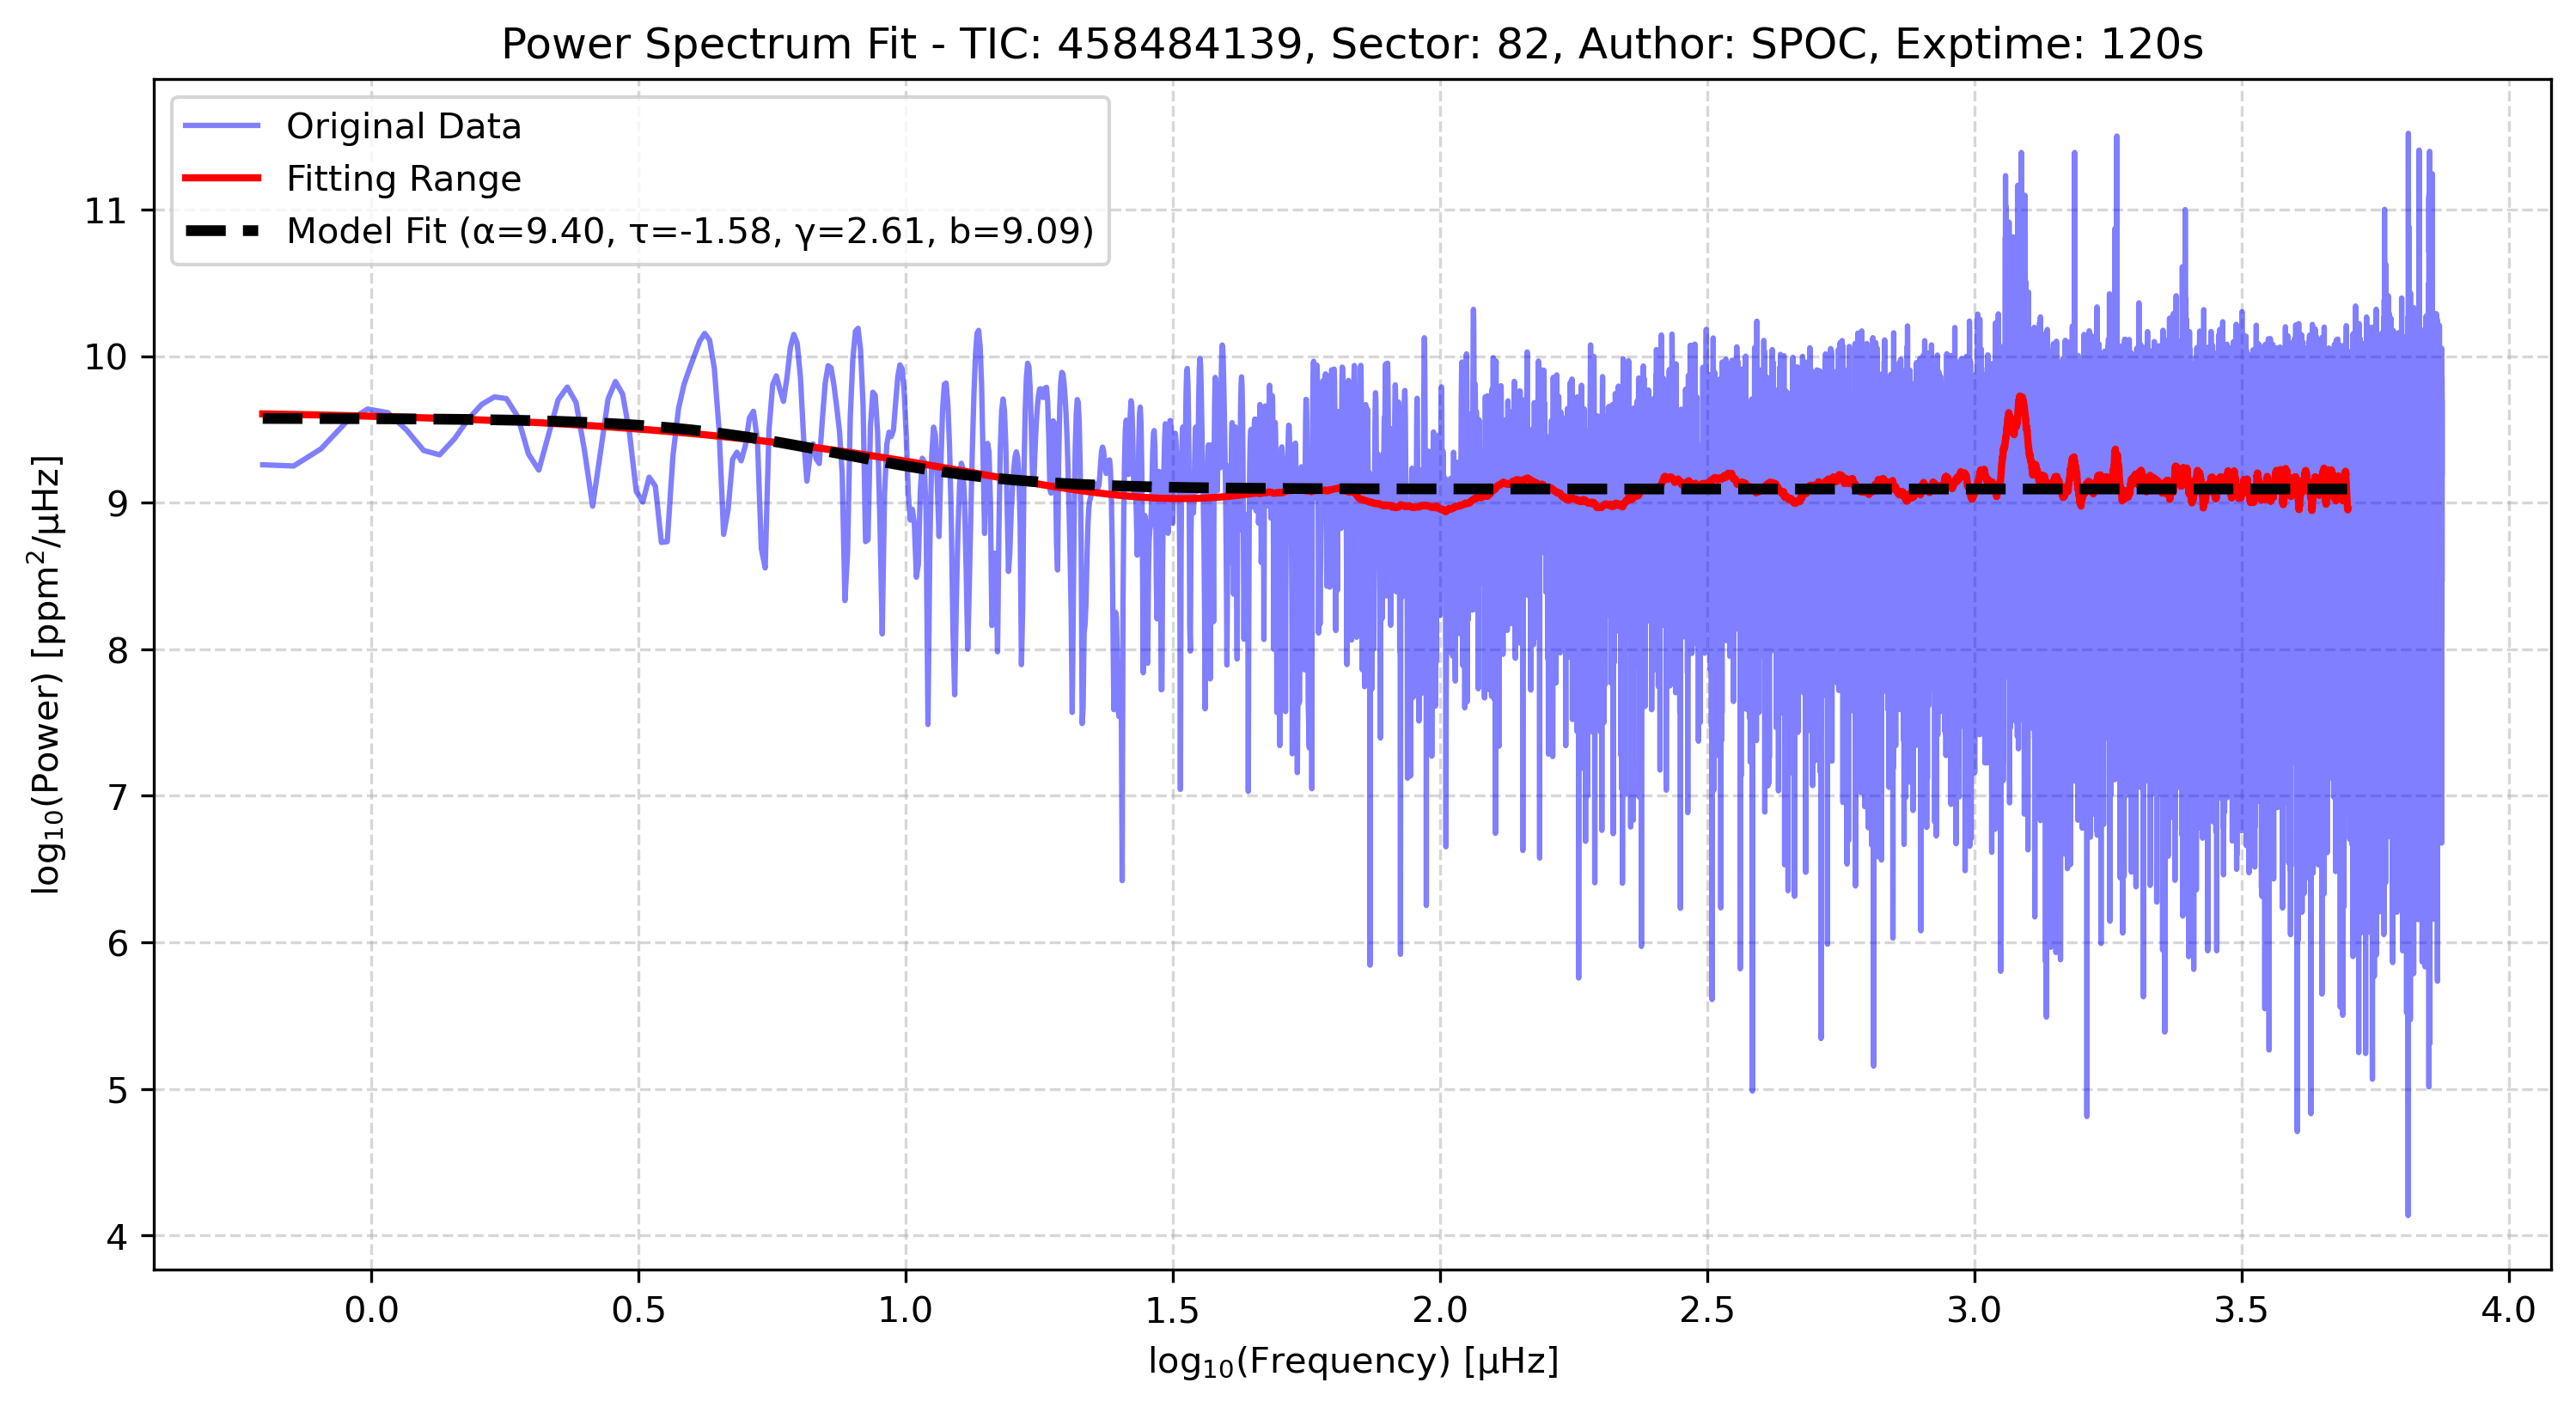 Power Spectrum Fit - TIC: 458484139, Sector: 82, Author: SPOC, Exptime: 120s
Original Data
Fitting Range
Model Fit (α=9.40, τ=-1.58, γ=2.61, b=9.09)
log₁₀(Power) [ppm²/μHz]
11
10
9
8
7
6
5
4
0.0 0.5 1.0 1.5 2.0 2.5 3.0 3.5 4.0
log₁₀(Frequency) [μHz]